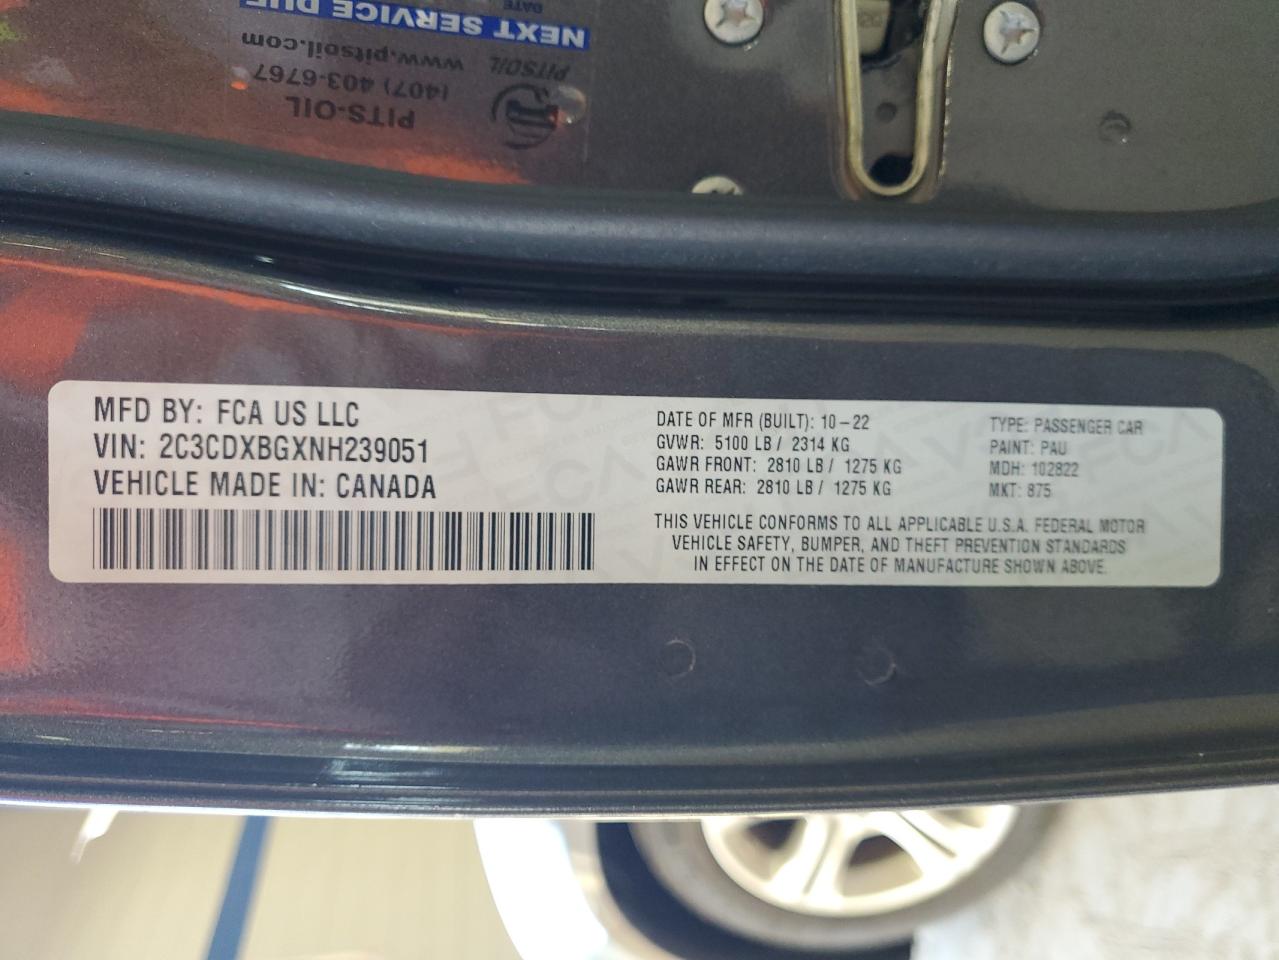 DATE
NEXT SERVICE DUE
www.pitsoil.com
PITSOIL
(407) 403-6767
PITS-OIL
MFD BY: FCA US LLC
VIN: 2C3CDXBGXNH239051
VEHICLE MADE IN: CANADA
DATE OF MFR (BUILT): 10-22
GVWR: 5100 LB / 2314 KG
GAWR FRONT: 2810 LB / 1275 KG
GAWR REAR: 2810 LB / 1275 KG
TYPE: PASSENGER CAR
PAINT: PAU
MDH: 102822
MKT: 875
THIS VEHICLE CONFORMS TO ALL APPLICABLE U.S.A. FEDERAL MOTOR
VEHICLE SAFETY, BUMPER, AND THEFT PREVENTION STANDARDS
IN EFFECT ON THE DATE OF MANUFACTURE SHOWN ABOVE.